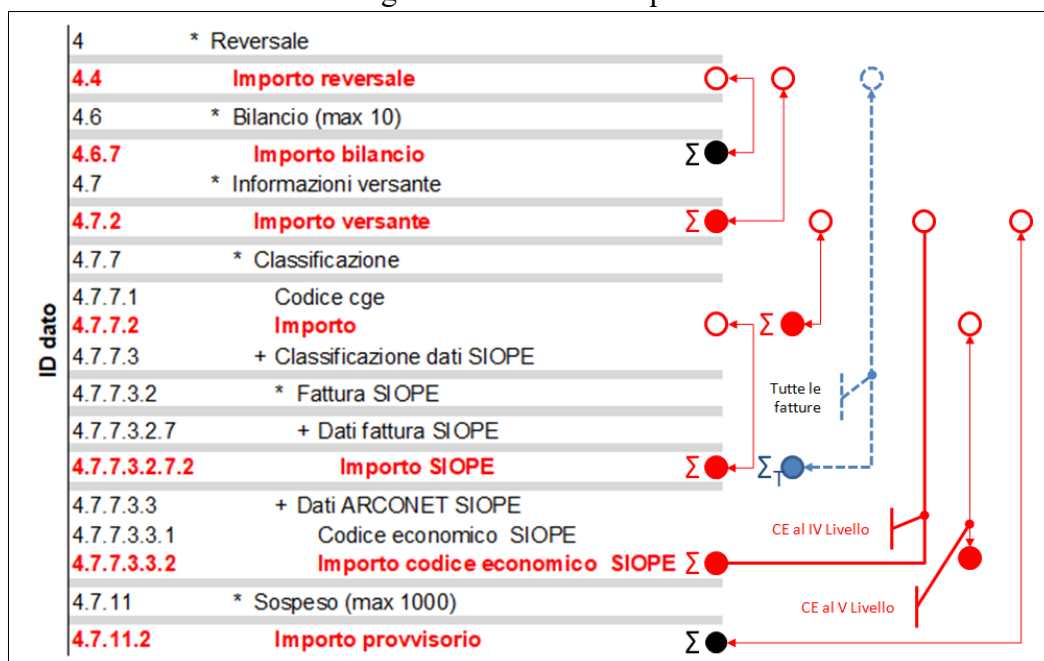 4 * Reversale
4.4 Importo reversale
4.6 * Bilancio (max 10)
4.6.7 Importo bilancio Σ
4.7 * Informazioni versante
4.7.2 Importo versante Σ
4.7.7 * Classificazione
4.7.7.1 Codice cge
4.7.7.2 Importo Σ
4.7.7.3 + Classificazione dati SIOPE
4.7.7.3.2 * Fattura SIOPE
4.7.7.3.2.7 + Dati fattura SIOPE
4.7.7.3.2.7.2 Importo SIOPE Σ ΣT
4.7.7.3.3 + Dati ARCONET SIOPE
4.7.7.3.3.1 Codice economico SIOPE
4.7.7.3.3.2 Importo codice economico SIOPE Σ
4.7.11 * Sospeso (max 1000)
4.7.11.2 Importo provvisorio Σ
ID dato
Tutte le
fatture
CE al IV Livello
CE al V Livello